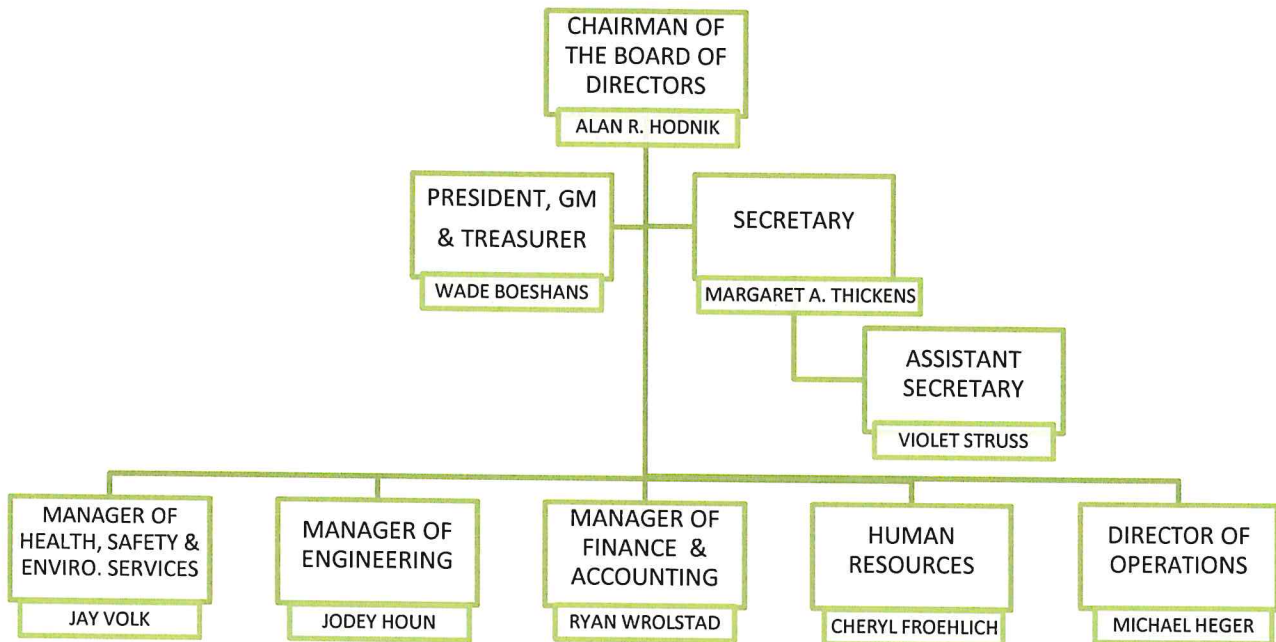 CHAIRMAN OF
THE BOARD OF
DIRECTORS
ALAN R. HODNIK
PRESIDENT, GM
& TREASURER
WADE BOESHANS
SECRETARY
MARGARET A. THICKENS
ASSISTANT
SECRETARY
VIOLET STRUSS
MANAGER OF
HEALTH, SAFETY &
ENVIRO. SERVICES
JAY VOLK
MANAGER OF
ENGINEERING
JODEY HOUN
MANAGER OF
FINANCE &
ACCOUNTING
RYAN WROLSTAD
HUMAN
RESOURCES
CHERYL FROEHLICH
DIRECTOR OF
OPERATIONS
MICHAEL HEGER